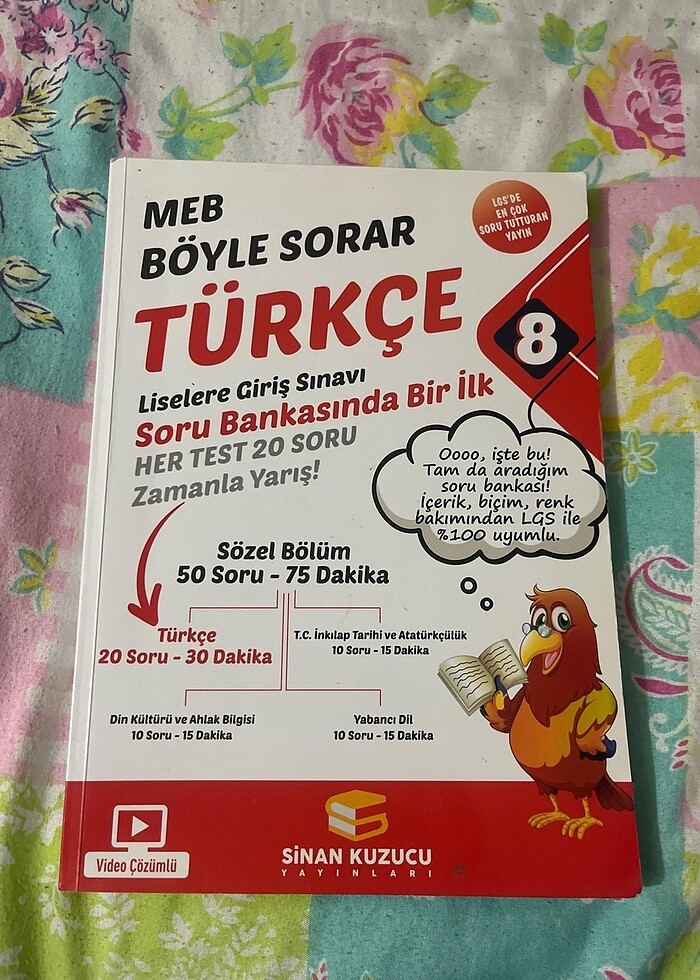 MEB
BÖYLE SORAR
TÜRKÇE
Liselere Giriş Sınavı
Soru Bankasında Bir İlk
HER TEST 20 SORU
Zamanla Yarış!
LGS'DE
EN ÇOK
SORU TUTTURAN
YAYIN
8
Oooo, işte bu!
Tam da aradığım
soru bankası!
İçerik, biçim, renk
bakımından LGS ile
%100 uyumlu.
Sözel Bölüm
50 Soru - 75 Dakika
Türkçe
20 Soru - 30 Dakika
T.C. İnkılap Tarihi ve Atatürkçülük
10 Soru - 15 Dakika
Din Kültürü ve Ahlak Bilgisi
10 Soru - 15 Dakika
Yabancı Dil
10 Soru - 15 Dakika
Video Çözümlü
SİNAN KUZUCU
YAYINLARI